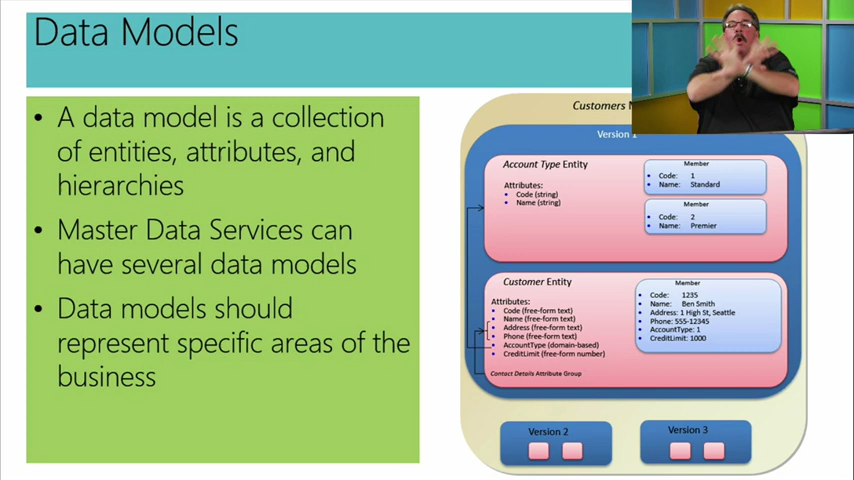 Data Models
• A data model is a collection
of entities, attributes, and
hierarchies
• Master Data Services can
have several data models
• Data models should
represent specific areas of the
business
Customers
Version 1
Account Type Entity
Attributes:
• Code (string)
• Name (string)
Member
• Code: 1
• Name: Standard
Member
• Code: 2
• Name: Premier
Customer Entity
Attributes:
• Code (free-form text)
• Name (free-form text)
• Address (free-form text)
• Phone (free-form text)
• AccountType (domain-based)
• CreditLimit (free-form number)
Contact Details Attribute Group
Member
• Code: 1235
• Name: Ben Smith
• Address: 1 High St, Seattle
• Phone: 555-12345
• AccountType: 1
• CreditLimit: 1000
Version 2
Version 3